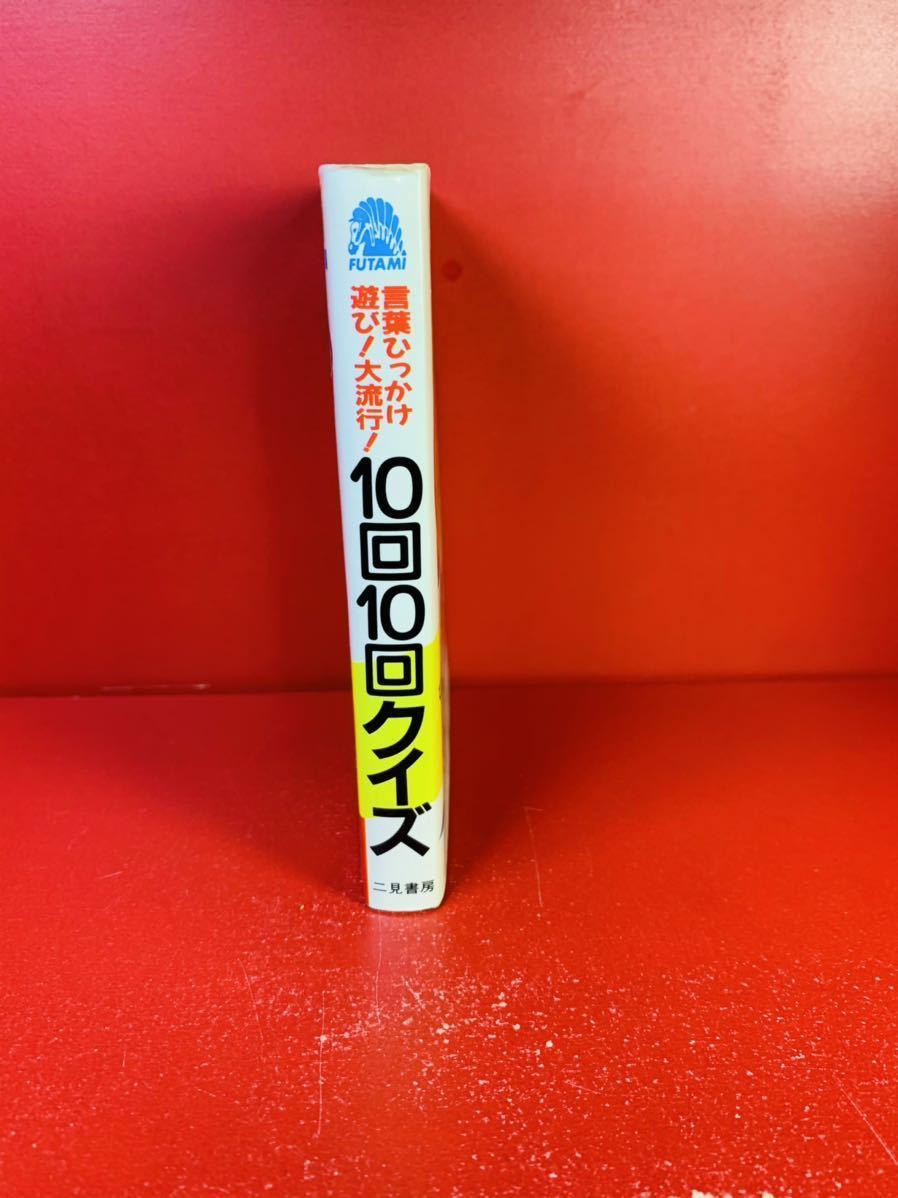 FUTAMI
言葉ひっかけ
遊び!大流行!
10回10回クイズ
二見書房